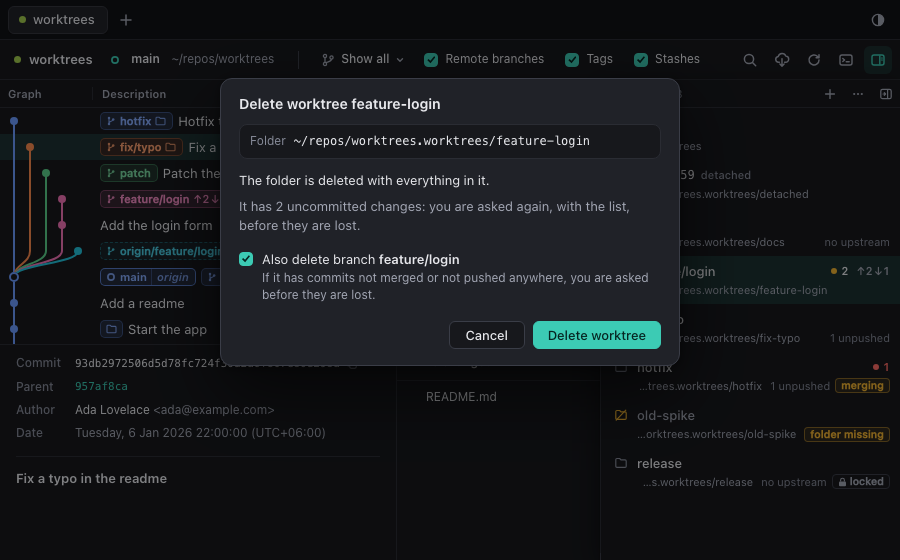 worktrees
worktrees main ~/repos/worktrees Show all Remote branches Tags Stashes
Graph Description
hotfix Hotfix
fix/typo Fix a
patch Patch the
feature/login ↑2↓
Add the login form
origin/feature/login
main origin
Add a readme
Start the app
Delete worktree feature-login
Folder ~/repos/worktrees.worktrees/feature-login
The folder is deleted with everything in it.
It has 2 uncommitted changes: you are asked again, with the list,
before they are lost.
Also delete branch feature/login
If it has commits not merged or not pushed anywhere, you are asked
before they are lost.
Cancel Delete worktree
59 detached
rees.worktrees/detached
rees.worktrees/docs no upstream
/login 2 ↑2↓1
rees.worktrees/feature-login
rees.worktrees/fix-typo 1 unpushed
hotfix 1
...trees.worktrees/hotfix 1 unpushed merging
old-spike
...orktrees.worktrees/old-spike folder missing
release
...s.worktrees/release no upstream locked
Commit 93db2972506d5d78fc724f
Parent 957af8ca
Author Ada Lovelace <ada@example.com>
Date Tuesday, 6 Jan 2026 22:00:00 (UTC+06:00)
Fix a typo in the readme
README.md